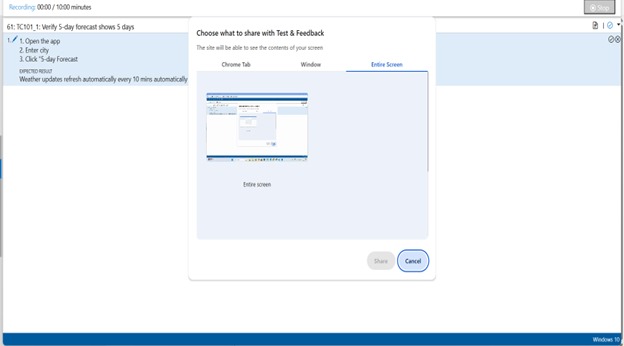 Recording: 00:00 / 10:00 minutes
Stop
61: TC101_1: Verify 5-day forecast shows 5 days
1. 1. Open the app
2. Enter city
3. Click "5-day Forecast
EXPECTED RESULT
Weather updates refresh automatically every 10 mins automatically
Choose what to share with Test & Feedback
The site will be able to see the contents of your screen
Chrome Tab
Window
Entire Screen
Entire screen
Share
Cancel
Windows 10